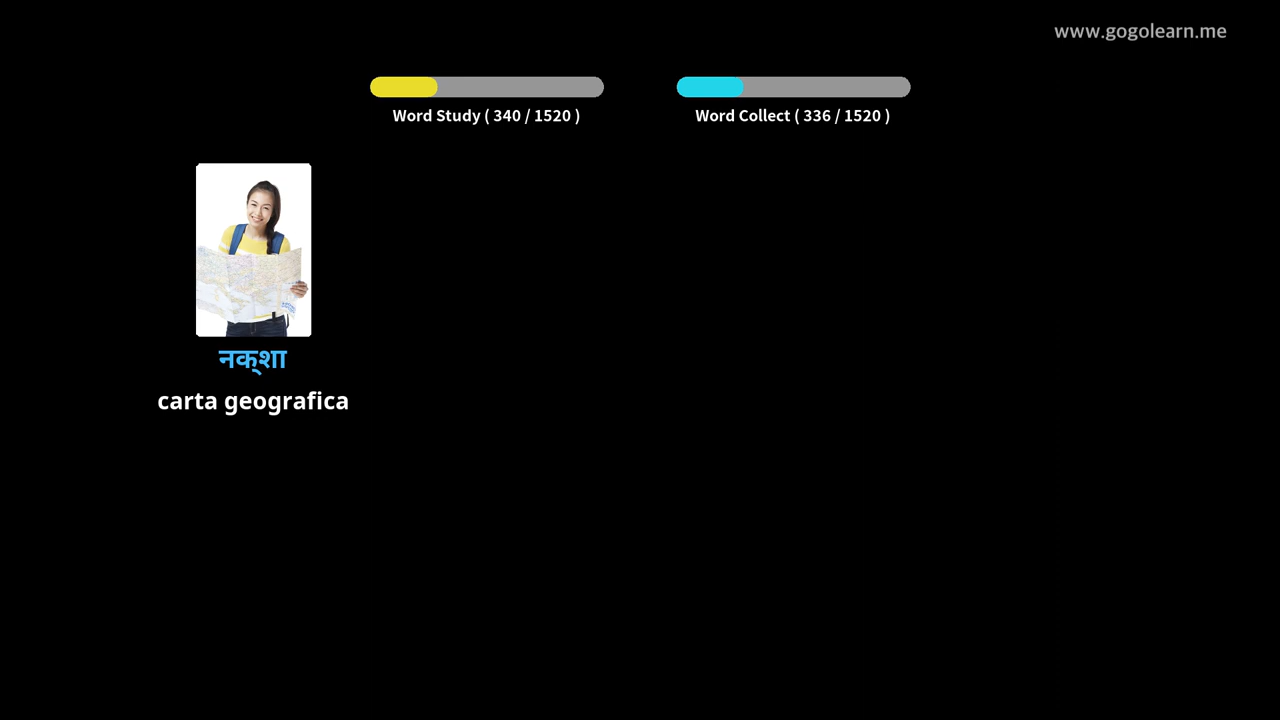 www.gogolearn.me
Word Study ( 340 / 1520 )
Word Collect ( 336 / 1520 )
नक्शा
carta geografica